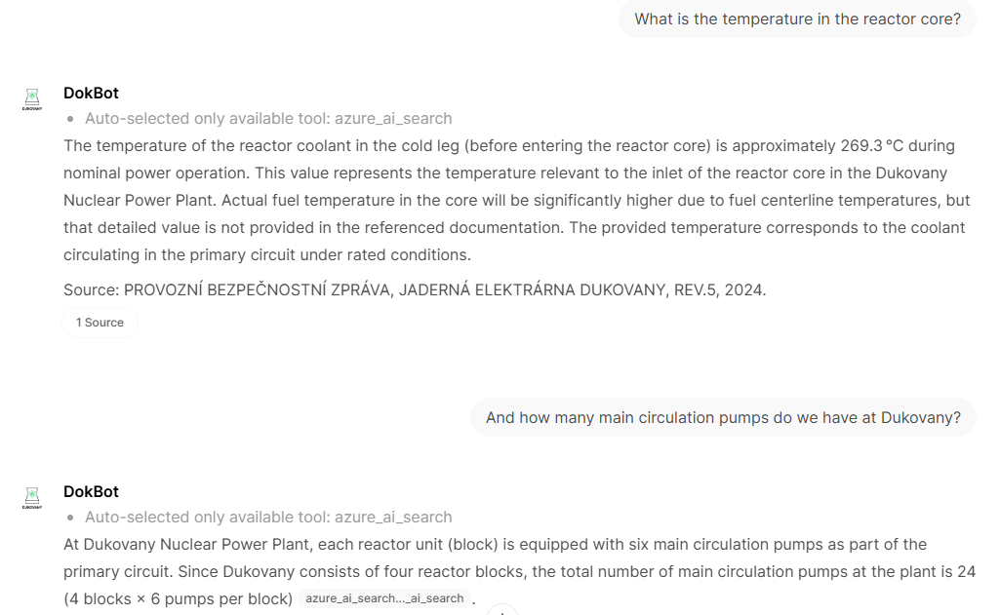 What is the temperature in the reactor core?
DUKOVANY
DokBot
• Auto-selected only available tool: azure_ai_search
The temperature of the reactor coolant in the cold leg (before entering the reactor core) is approximately 269.3 °C during
nominal power operation. This value represents the temperature relevant to the inlet of the reactor core in the Dukovany
Nuclear Power Plant. Actual fuel temperature in the core will be significantly higher due to fuel centerline temperatures, but
that detailed value is not provided in the referenced documentation. The provided temperature corresponds to the coolant
circulating in the primary circuit under rated conditions.
Source: PROVOZNÍ BEZPEČNOSTNÍ ZPRÁVA, JADERNÁ ELEKTRÁRNA DUKOVANY, REV.5, 2024.
1 Source
And how many main circulation pumps do we have at Dukovany?
DUKOVANY
DokBot
• Auto-selected only available tool: azure_ai_search
At Dukovany Nuclear Power Plant, each reactor unit (block) is equipped with six main circulation pumps as part of the
primary circuit. Since Dukovany consists of four reactor blocks, the total number of main circulation pumps at the plant is 24
(4 blocks × 6 pumps per block) azure_ai_search..._ai_search .